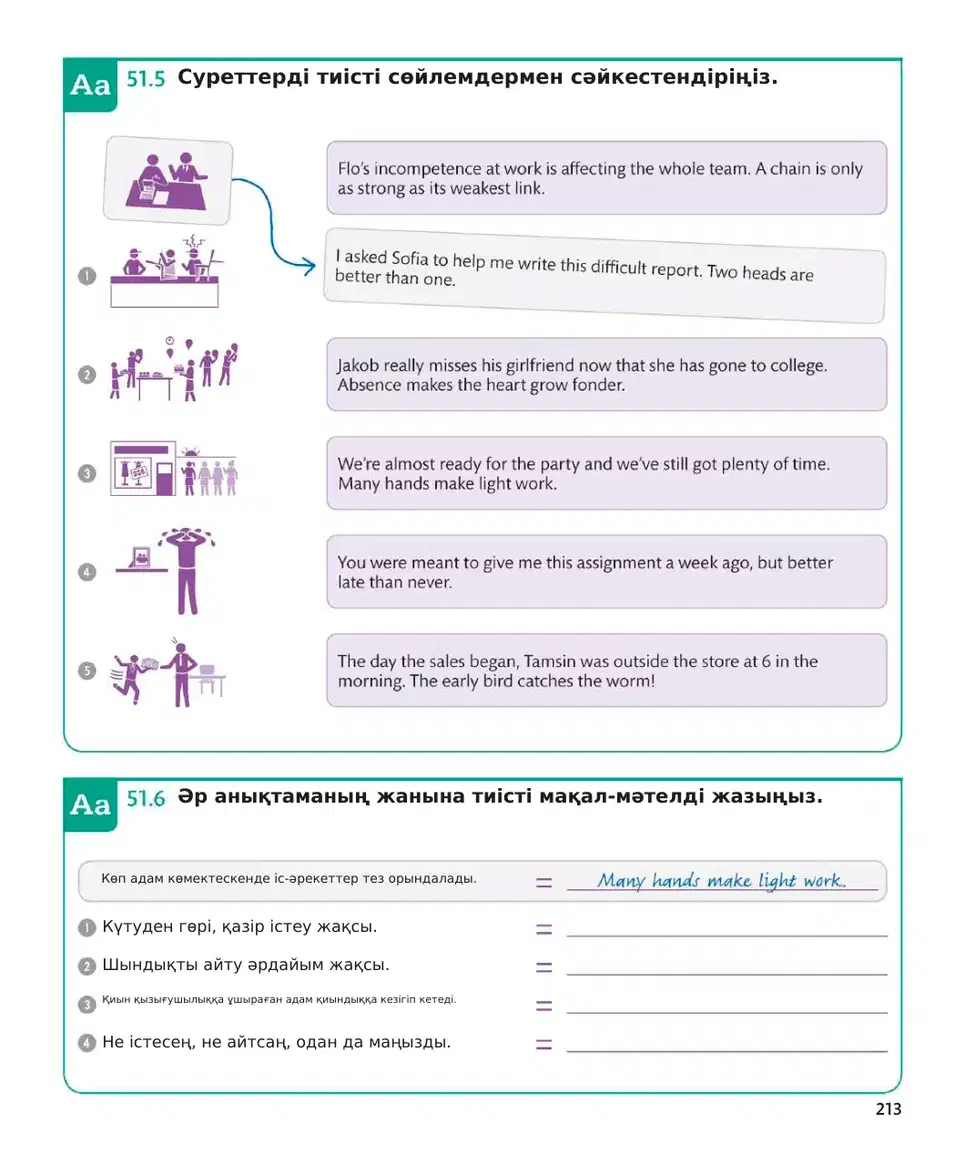 Aa 51.5 Суреттерді тиісті сөйлемдермен сәйкестендіріңіз.
Flo's incompetence at work is affecting the whole team. A chain is only
as strong as its weakest link.
1
I asked Sofia to help me write this difficult report. Two heads are
better than one.
2
Jakob really misses his girlfriend now that she has gone to college.
Absence makes the heart grow fonder.
3
We're almost ready for the party and we've still got plenty of time.
Many hands make light work.
4
You were meant to give me this assignment a week ago, but better
late than never.
5
The day the sales began, Tamsin was outside the store at 6 in the
morning. The early bird catches the worm!
Aa 51.6 Әр анықтаманың жанына тиісті мақал-мәтелді жазыңыз.
Көп адам көмектескенде іс-әрекеттер тез орындалады. = Many hands make light work.
1 Күтуден гөрі, қазір істеу жақсы. =
2 Шындықты айту әрдайым жақсы. =
3 Қиын қызығушылыққа ұшыраған адам қиындыққа кезігіп кетеді. =
4 Не істесең, не айтсаң, одан да маңызды. =
213